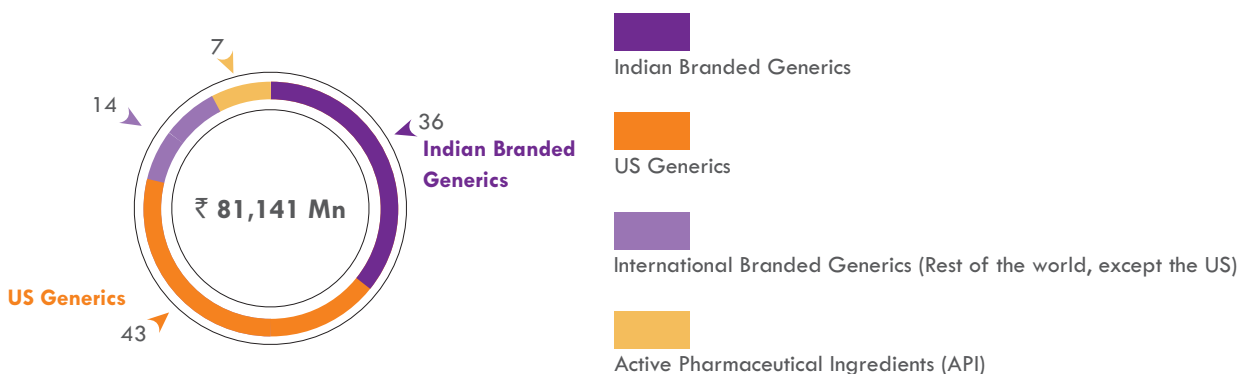 7
14
36
Indian Branded
Generics
₹ 81,141 Mn
US Generics
43
Indian Branded Generics
US Generics
International Branded Generics (Rest of the world, except the US)
Active Pharmaceutical Ingredients (API)